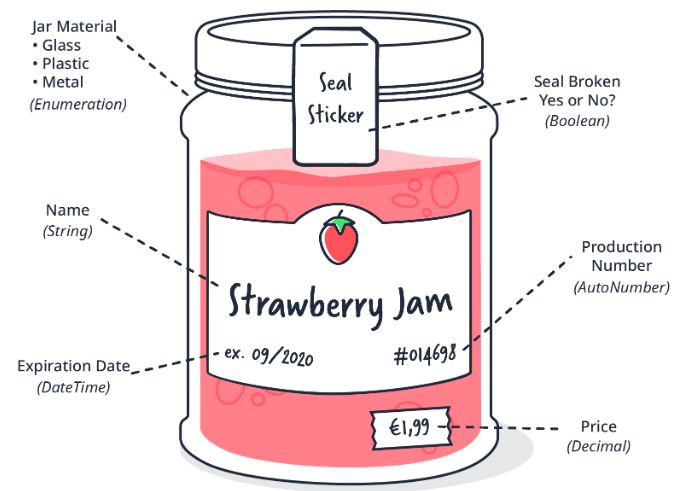 Jar Material
• Glass
• Plastic
• Metal
(Enumeration)
Seal
Sticker
Seal Broken
Yes or No?
(Boolean)
Name
(String)
Strawberry Jam
Production
Number
(AutoNumber)
ex. 09/2020
#014698
Expiration Date
(DateTime)
€1,99
Price
(Decimal)